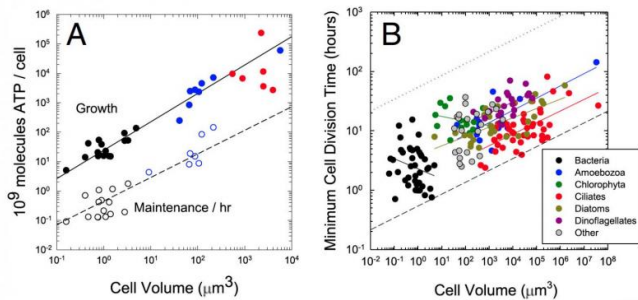 A
10⁹ molecules ATP / cell
10⁶
10⁵
10⁴
10³
10²
10¹
10⁰
10⁻¹
10⁻²
Growth
Maintenance / hr
10⁻¹ 10⁰ 10¹ 10² 10³ 10⁴
Cell Volume (μm³)
B
Minimum Cell Division Time (hours)
10³
10²
10¹
10⁰
10⁻¹
Bacteria
Amoebozoa
Chlorophyta
Ciliates
Diatoms
Dinoflagellates
Other
10⁻² 10⁻¹ 10⁰ 10¹ 10² 10³ 10⁴ 10⁵ 10⁶ 10⁷ 10⁸
Cell Volume (μm³)